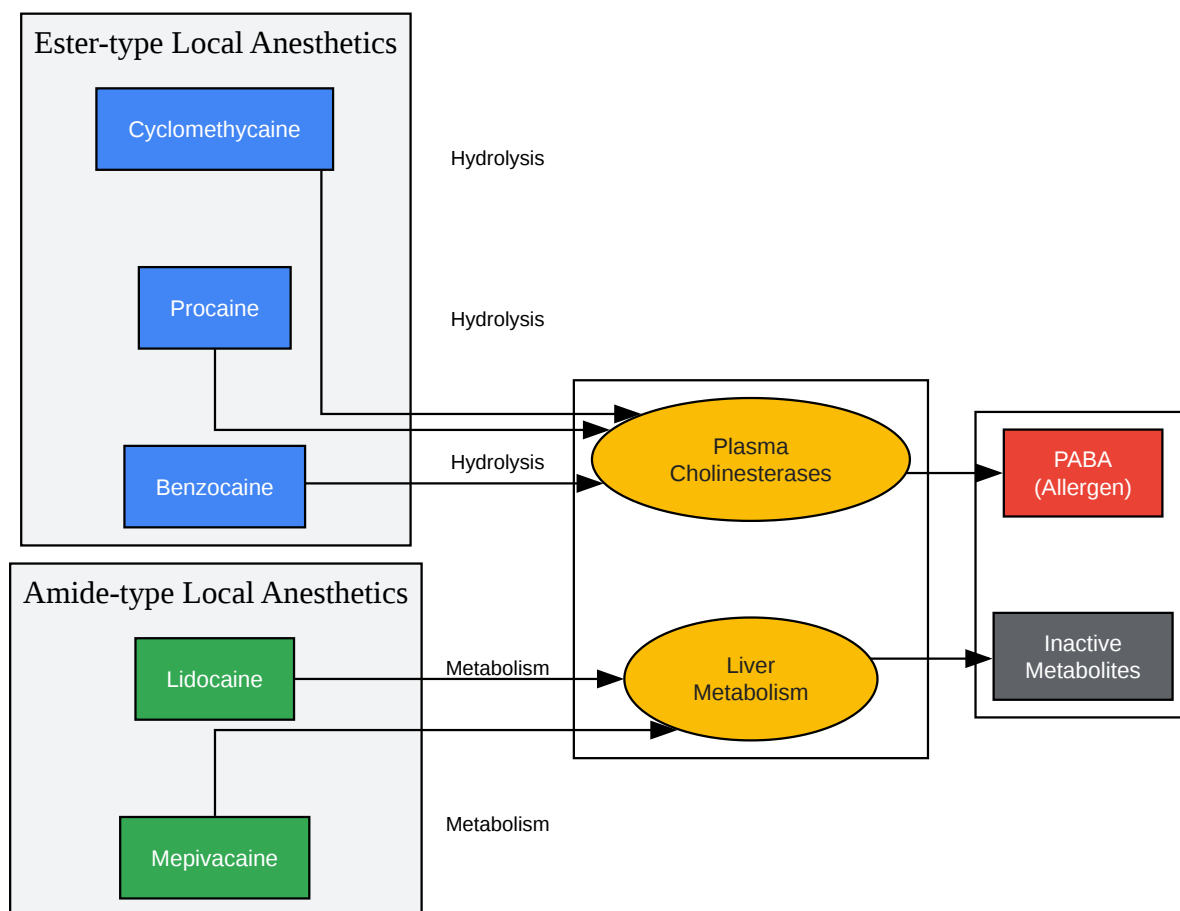 Ester-type Local Anesthetics
Cyclomethycaine
Hydrolysis
Procaine
Hydrolysis
Benzocaine
Hydrolysis
Plasma
Cholinesterases
PABA
(Allergen)
Amide-type Local Anesthetics
Lidocaine
Metabolism
Liver
Metabolism
Inactive
Metabolites
Mepivacaine
Metabolism